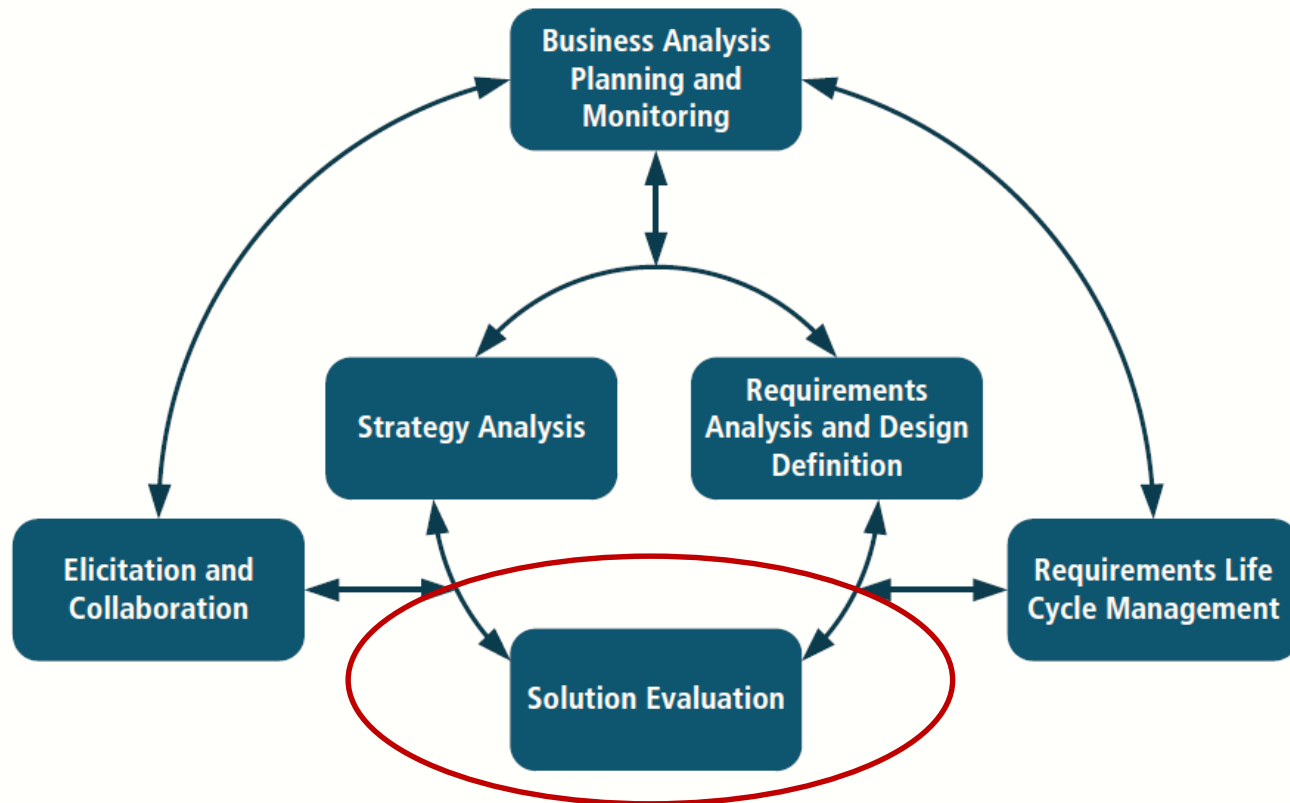 Business Analysis
Planning and
Monitoring
Strategy Analysis
Requirements
Analysis and Design
Definition
Elicitation and
Collaboration
Requirements Life
Cycle Management
Solution Evaluation